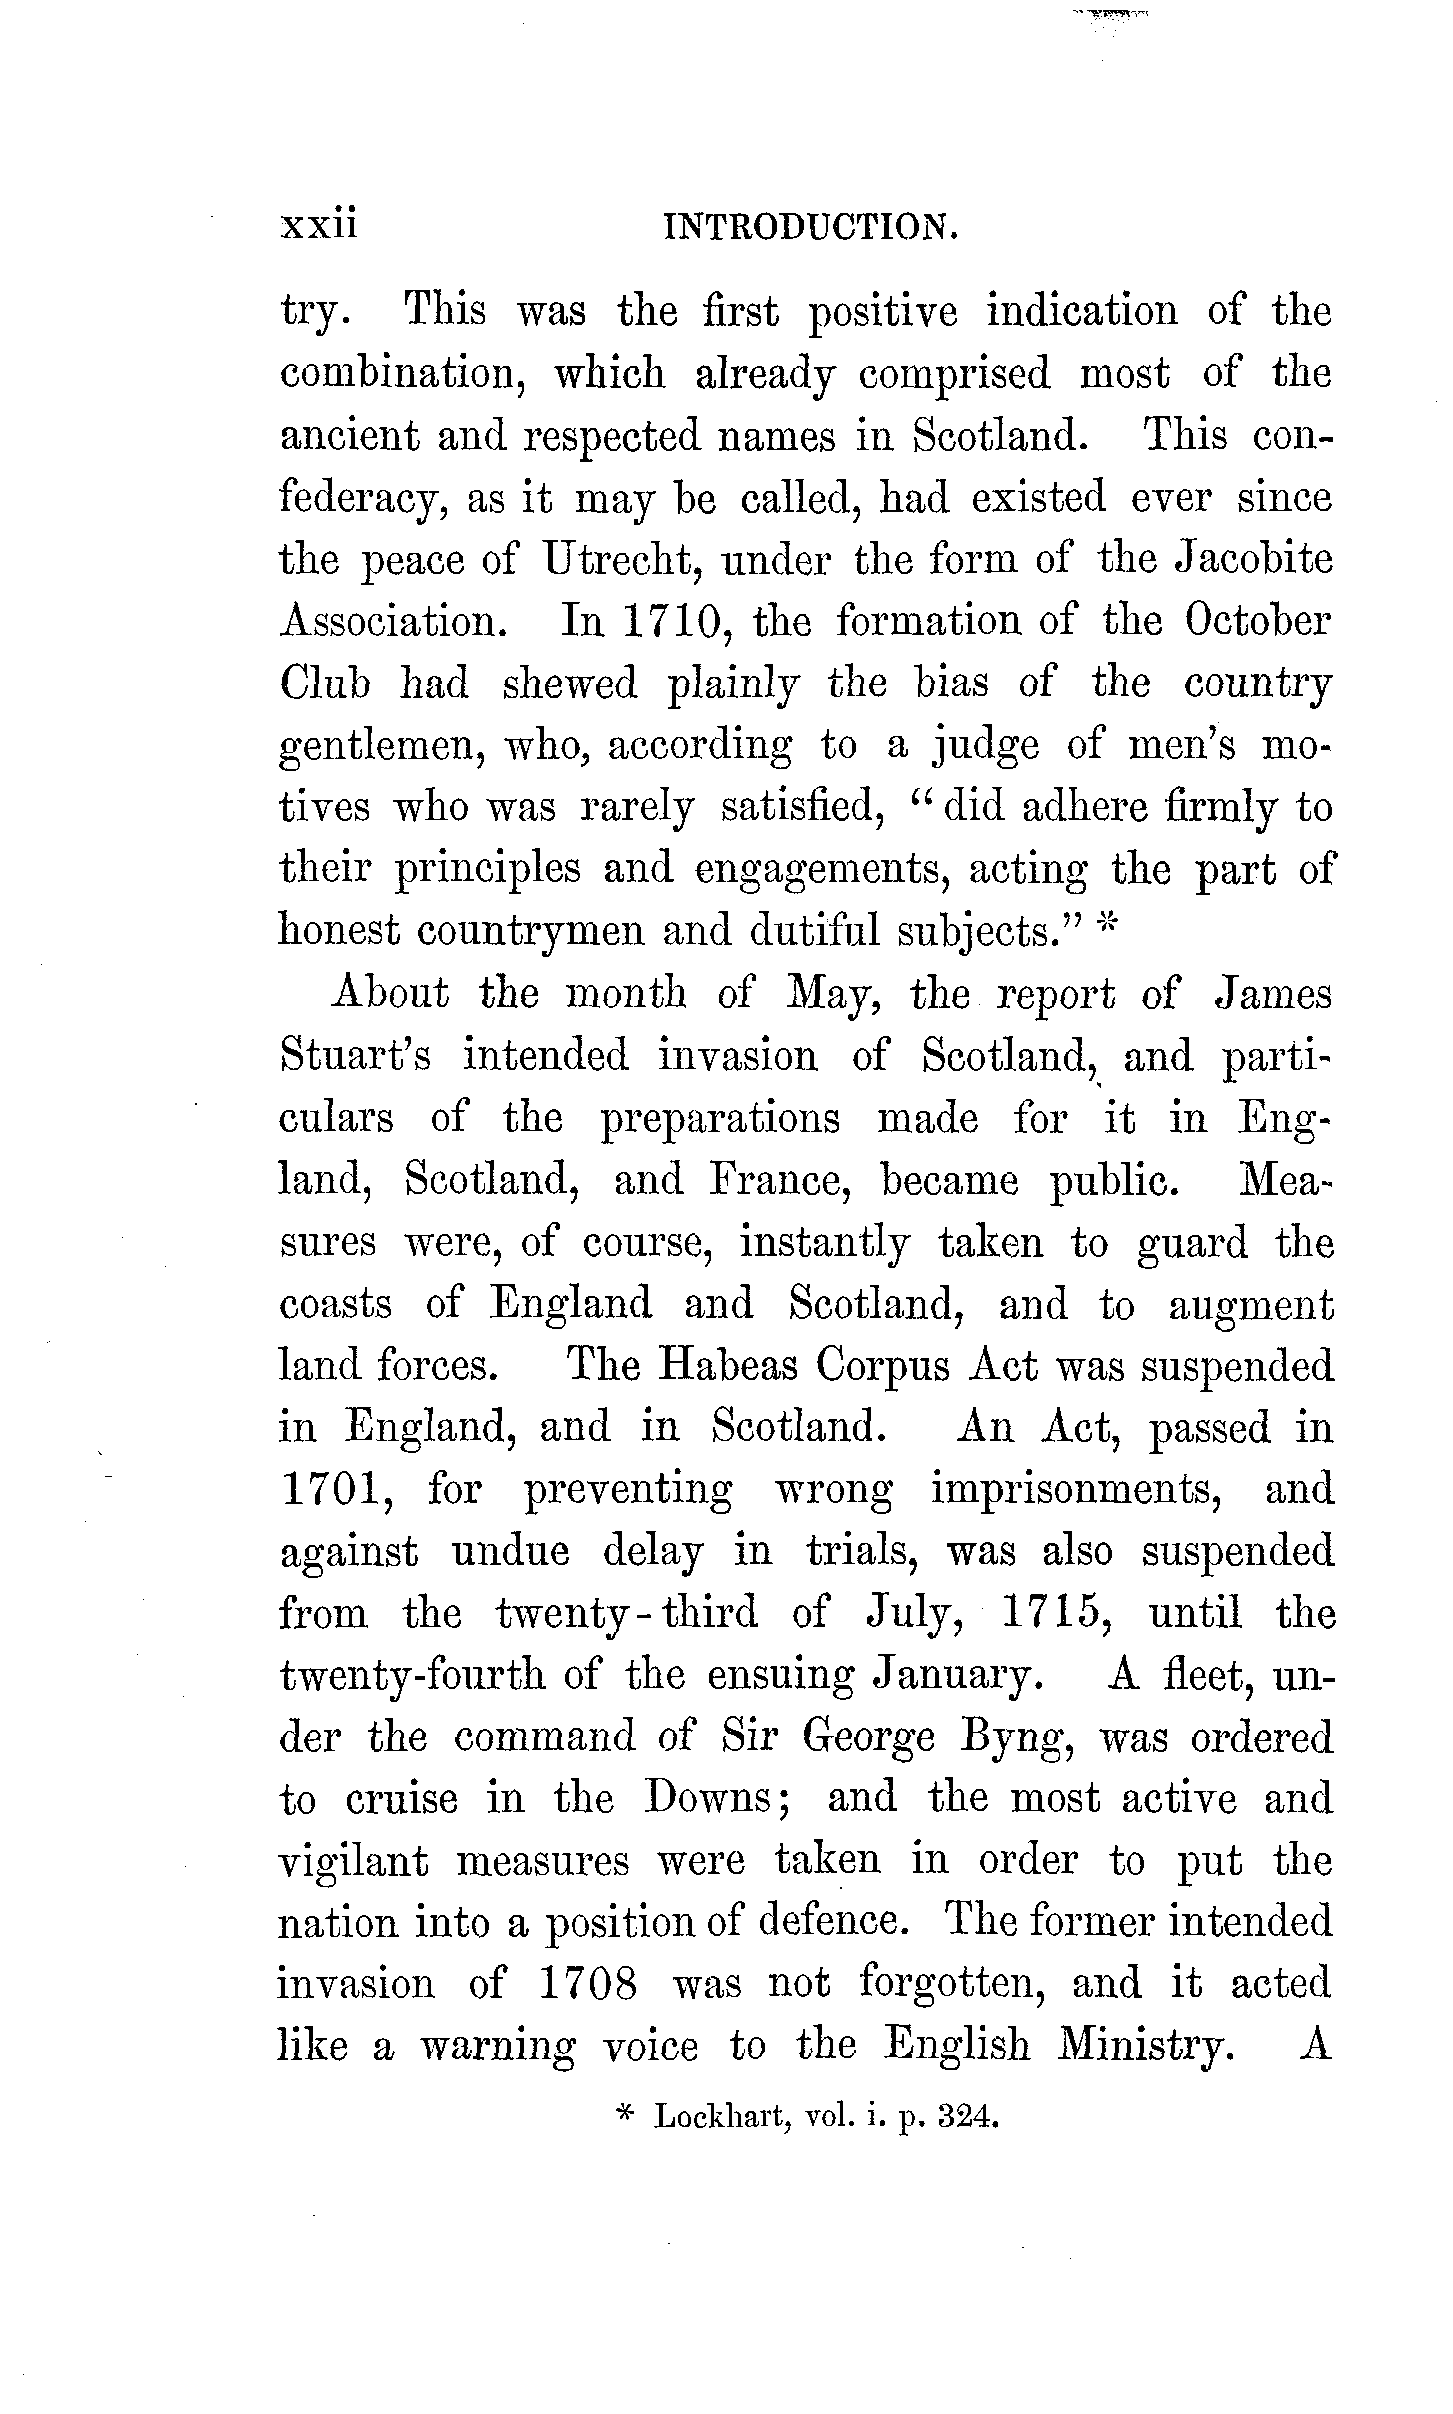 xxii INTRODUCTION.
try. This was the first positive indication of the
combination, which already comprised most of the
ancient and respected names in Scotland. This con-
federacy, as it may be called, had existed ever since
the peace of Utrecht, under the form of the Jacobite
Association. In 1710, the formation of the October
Club had shewed plainly the bias of the country
gentlemen, who, according to a judge of men's mo-
tives who was rarely satisfied, "did adhere firmly to
their principles and engagements, acting the part of
honest countrymen and dutiful subjects." *
About the month of May, the report of James
Stuart's intended invasion of Scotland, and parti-
culars of the preparations made for it in Eng-
land, Scotland, and France, became public. Mea-
sures were, of course, instantly taken to guard the
coasts of England and Scotland, and to augment
land forces. The Habeas Corpus Act was suspended
in England, and in Scotland. An Act, passed in
1701, for preventing wrong imprisonments, and
against undue delay in trials, was also suspended
from the twenty-third of July, 1715, until the
twenty-fourth of the ensuing January. A fleet, un-
der the command of Sir George Byng, was ordered
to cruise in the Downs; and the most active and
vigilant measures were taken in order to put the
nation into a position of defence. The former intended
invasion of 1708 was not forgotten, and it acted
like a warning voice to the English Ministry. A
* Lockhart, vol. i. p. 324.